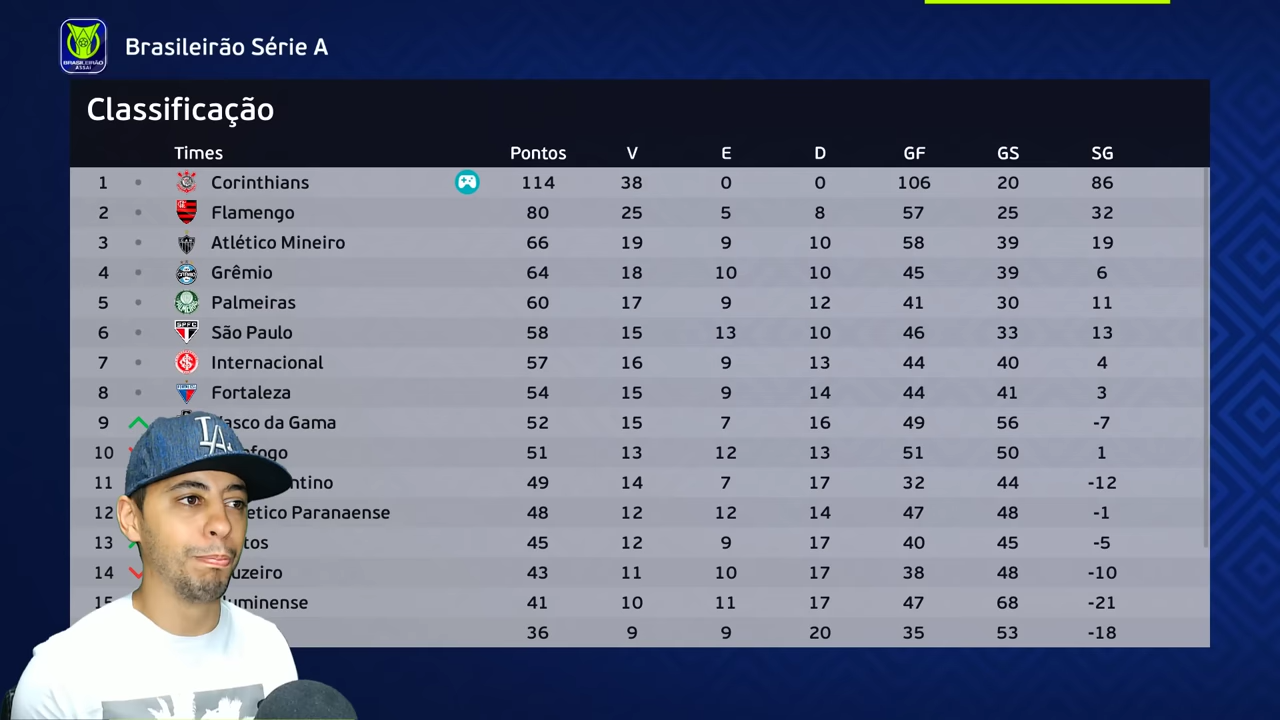 Brasileirão Série A
BRASILEIRÃO
ASSAÍ
Classificação
Times Pontos V E D GF GS SG
1 Corinthians 114 38 0 0 106 20 86
2 Flamengo 80 25 5 8 57 25 32
3 Atlético Mineiro 66 19 9 10 58 39 19
4 Grêmio 64 18 10 10 45 39 6
5 Palmeiras 60 17 9 12 41 30 11
6 SPFC São Paulo 58 15 13 10 46 33 13
7 Internacional 57 16 9 13 44 40 4
8 Fortaleza 54 15 9 14 44 41 3
9 asco da Gama 52 15 7 16 49 56 -7
10 fogo 51 13 12 13 51 50 1
11 ntino 49 14 7 17 32 44 -12
12 etico Paranaense 48 12 12 14 47 48 -1
13 tos 45 12 9 17 40 45 -5
14 uzeiro 43 11 10 17 38 48 -10
15 uminense 41 10 11 17 47 68 -21
36 9 9 20 35 53 -18
LA